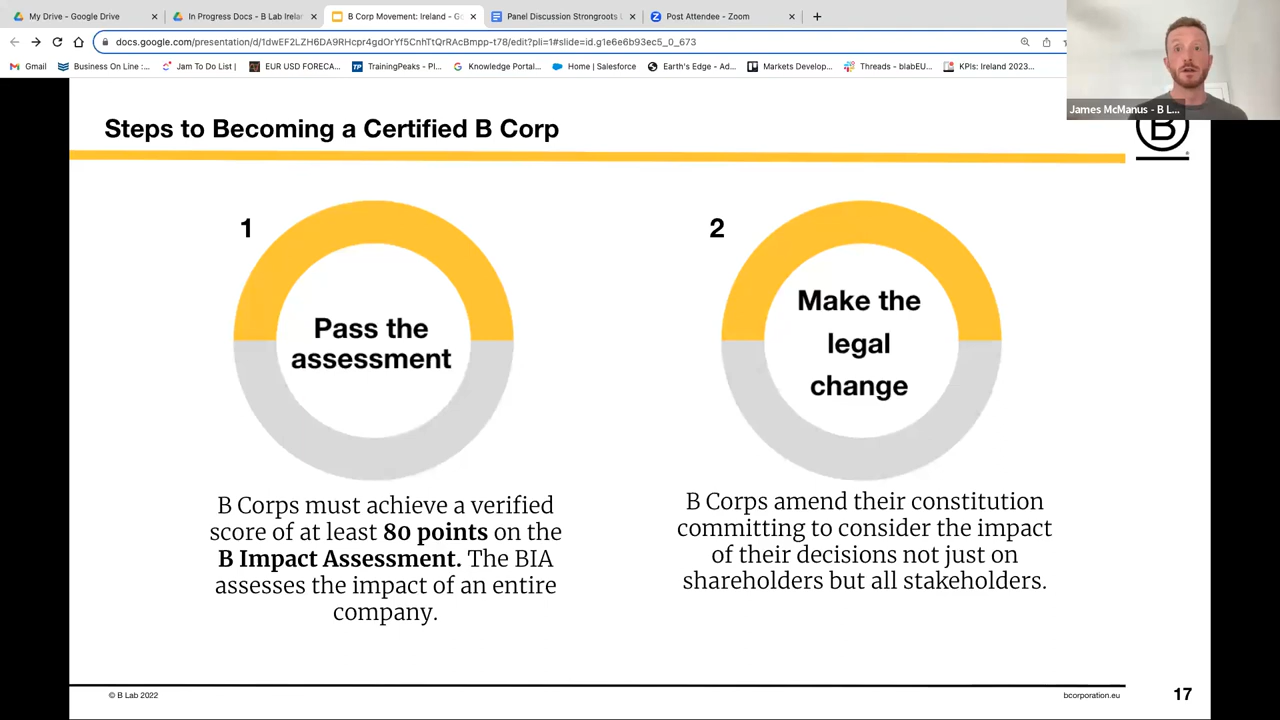 My Drive - Google Drive
In Progress Docs - B Lab Irelan
B Corp Movement: Ireland - Go
Panel Discussion Strongroots L
Post Attendee - Zoom
docs.google.com/presentation/d/1dwEF2LZH6DA9RHcpr4gdOrYf5CnhTtQrRAcBmpp-t78/edit?pli=1#slide=id.g1e6e6b93ec5_0_673
Gmail
Business On Line :...
Jam To Do List |
EUR USD FORECA...
TrainingPeaks - Pl...
Knowledge Portal...
Home | Salesforce
Earth's Edge - Ad...
Markets Develop...
Threads - blabEU...
KPIs: Ireland 2023...
James McManus - B L...
Steps to Becoming a Certified B Corp
B
1
Pass the
assessment
B Corps must achieve a verified
score of at least 80 points on the
B Impact Assessment. The BIA
assesses the impact of an entire
company.
2
Make the
legal
change
B Corps amend their constitution
committing to consider the impact
of their decisions not just on
shareholders but all stakeholders.
© B Lab 2022
bcorporation.eu
17